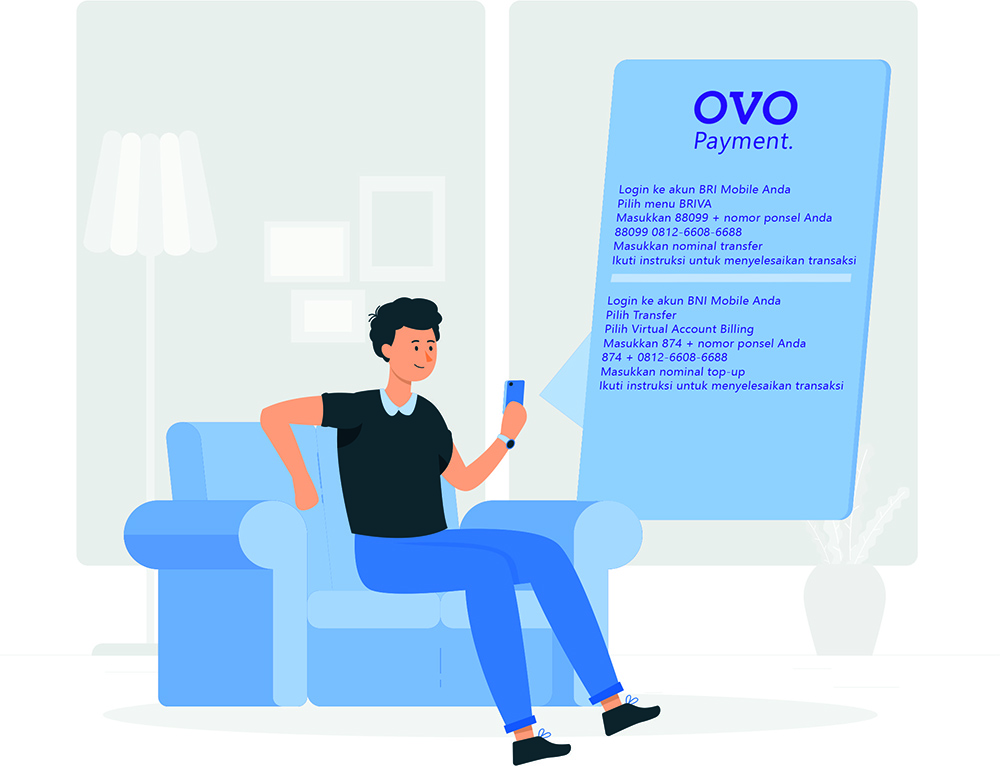 OVO
Payment.
Login ke akun BRI Mobile Anda
Pilih menu BRIVA
Masukkan 88099 + nomor ponsel Anda
88099 0812-6608-6688
Masukkan nominal transfer
Ikuti instruksi untuk menyelesaikan transaksi
Login ke akun BNI Mobile Anda
Pilih Transfer
Pilih Virtual Account Billing
Masukkan 874 + nomor ponsel Anda
874 + 0812-6608-6688
Masukkan nominal top-up
Ikuti instruksi untuk menyelesaikan transaksi